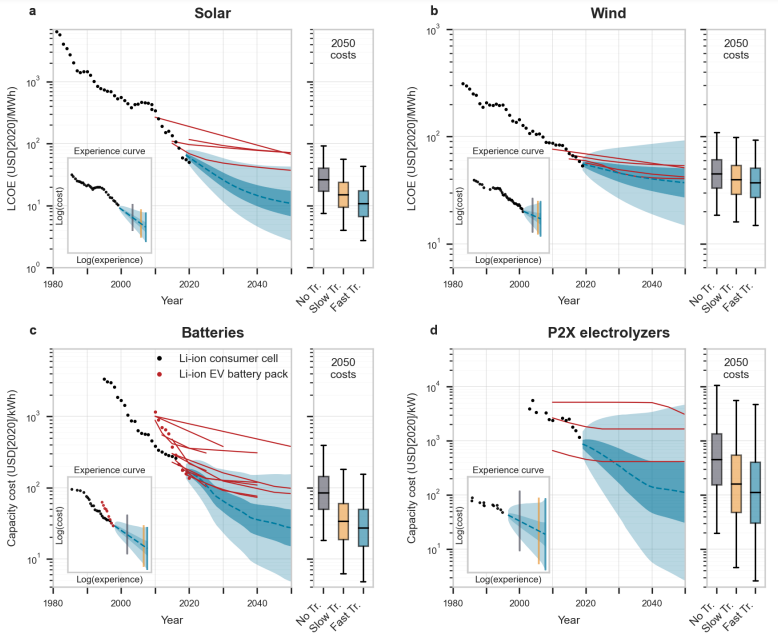 a
Solar
LCOE (USD[2020]/MWh)
10³
10²
10¹
10⁰
Experience curve
Log(cost)
Log(experience)
1980
2000
2020
2040
Year
2050
costs
No Tr.
Slow Tr.
Fast Tr.
b
Wind
LCOE (USD[2020]/MWh)
10³
10²
10¹
Experience curve
Log(cost)
Log(experience)
1980
2000
2020
2040
Year
2050
costs
No Tr.
Slow Tr.
Fast Tr.
c
Batteries
Capacity cost (USD[2020]/kWh)
10³
10²
10¹
Li-ion consumer cell
Li-ion EV battery pack
Experience curve
Log(cost)
Log(experience)
1980
2000
2020
2040
Year
2050
costs
No Tr.
Slow Tr.
Fast Tr.
d
P2X electrolyzers
Capacity cost (USD[2020]/kW)
10⁴
10³
10²
10¹
Experience curve
Log(cost)
Log(experience)
1980
2000
2020
2040
Year
2050
costs
No Tr.
Slow Tr.
Fast Tr.